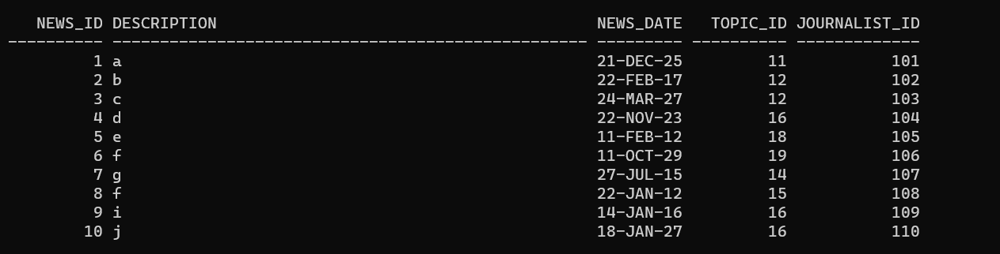 NEWS_ID DESCRIPTION NEWS_DATE TOPIC_ID JOURNALIST_ID
---------- -------------------------------------------------- --------- ---------- -------------
1 a 21-DEC-25 11 101
2 b 22-FEB-17 12 102
3 c 24-MAR-27 12 103
4 d 22-NOV-23 16 104
5 e 11-FEB-12 18 105
6 f 11-OCT-29 19 106
7 g 27-JUL-15 14 107
8 f 22-JAN-12 15 108
9 i 14-JAN-16 16 109
10 j 18-JAN-27 16 110